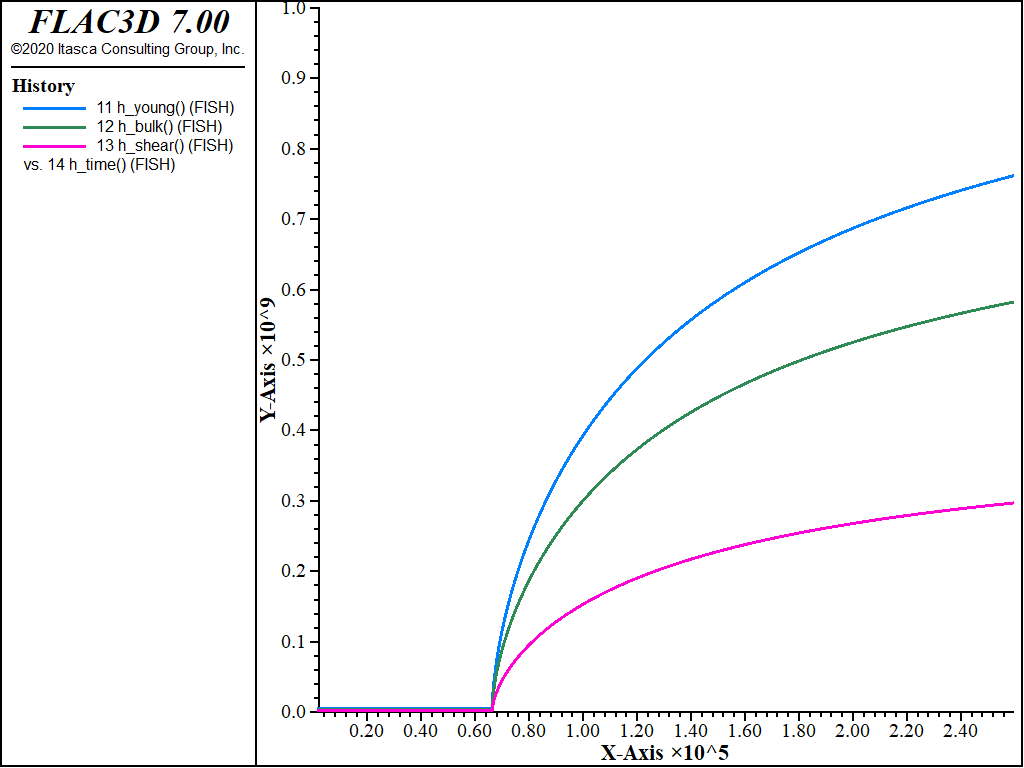 FLAC3D 7.00
©2020 Itasca Consulting Group, Inc.
History
11 h_young() (FISH)
12 h_bulk() (FISH)
13 h_shear() (FISH)
vs. 14 h_time() (FISH)
1.0
0.9
0.8
0.7
0.6
0.5
0.4
0.3
0.2
0.1
0.0
Y-Axis ×10^9
0.20 0.40 0.60 0.80 1.00 1.20 1.40 1.60 1.80 2.00 2.20 2.40
X-Axis ×10^5